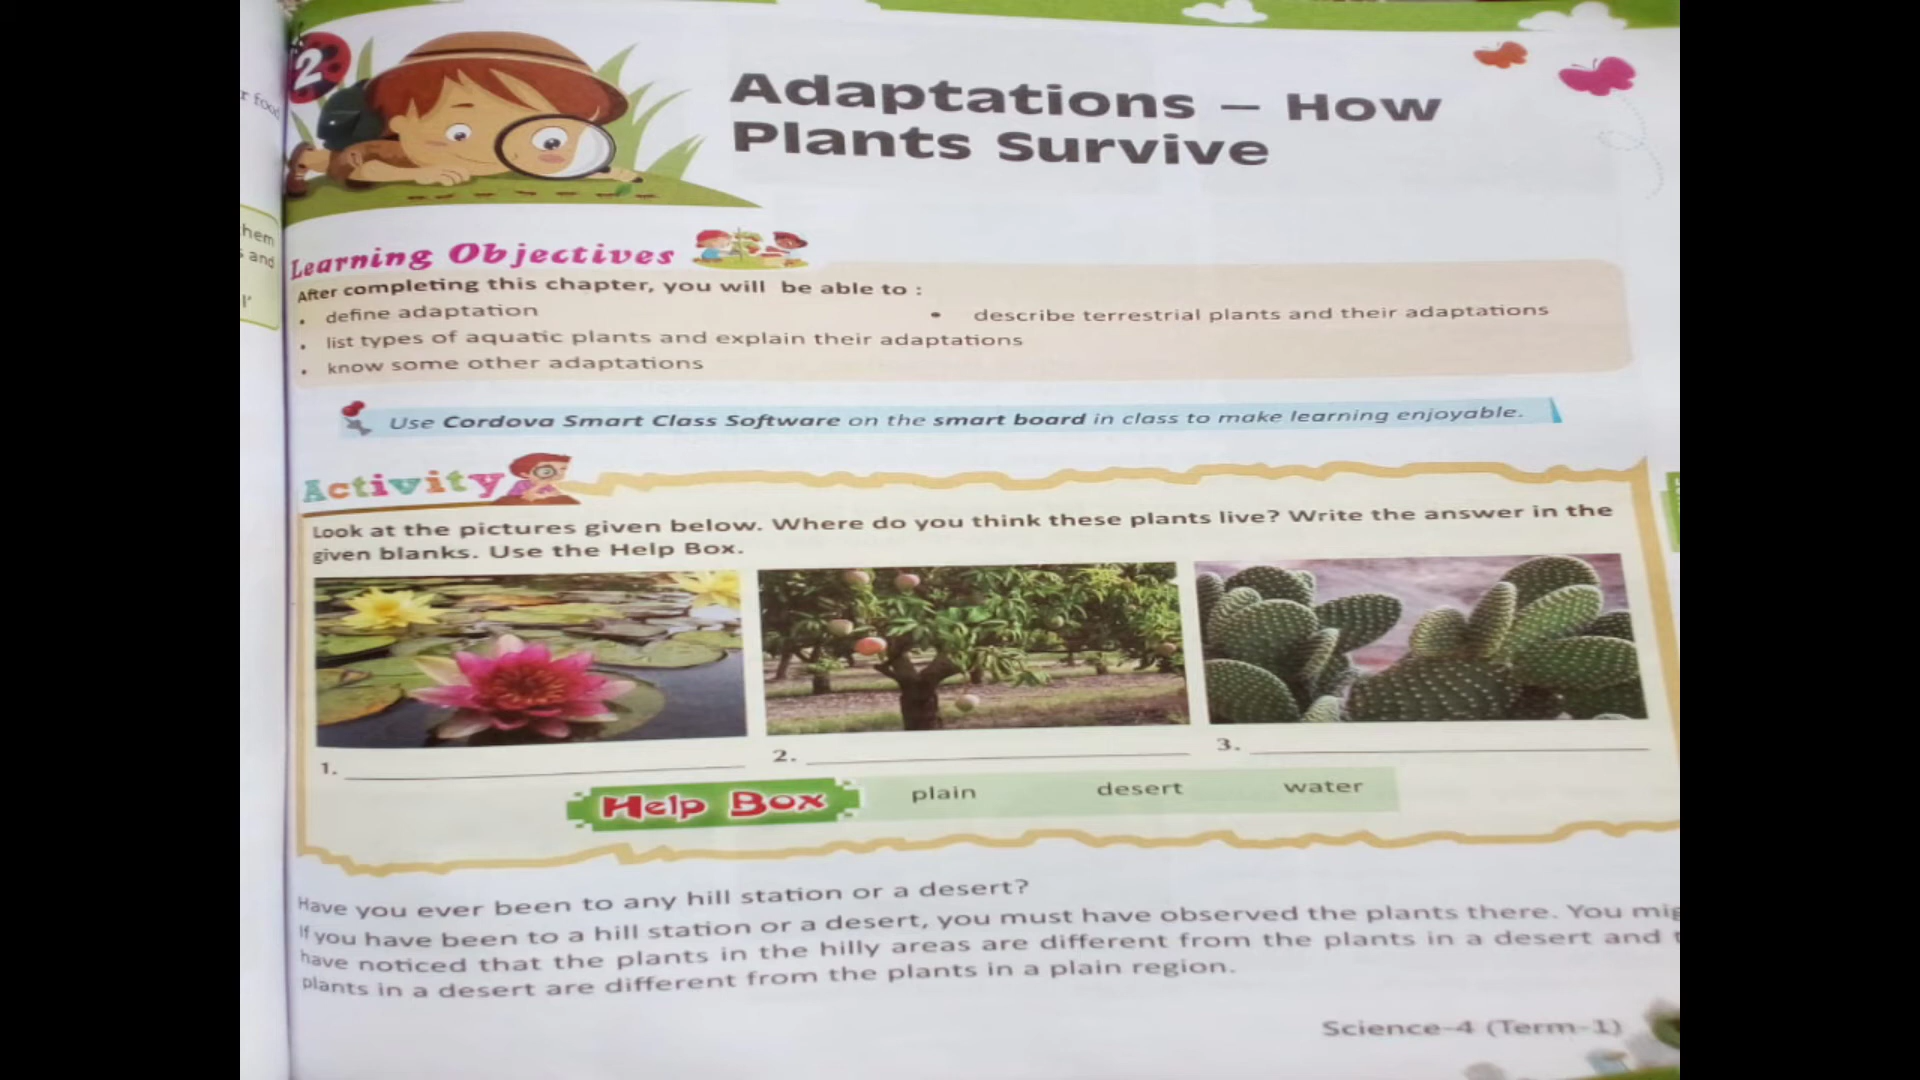 2
Adaptations – How
Plants Survive
r food
hem
and
l'
Learning Objectives
After completing this chapter, you will be able to :
• define adaptation
• describe terrestrial plants and their adaptations
• list types of aquatic plants and explain their adaptations
• know some other adaptations
Use Cordova Smart Class Software on the smart board in class to make learning enjoyable.
Activity
Look at the pictures given below. Where do you think these plants live? Write the answer in the
given blanks. Use the Help Box.
1.
2.
3.
Help Box plain desert water
Have you ever been to any hill station or a desert?
If you have been to a hill station or a desert, you must have observed the plants there. You mig
have noticed that the plants in the hilly areas are different from the plants in a desert and t
plants in a desert are different from the plants in a plain region.
Science-4 (Term-1)